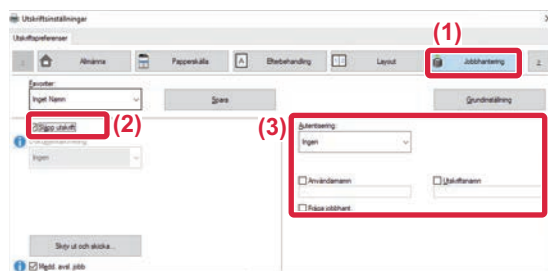 Utskriftsinställningar
Utskriftspreferenser
(1)
Allmänna
Papperskälla
Efterbehandling
Layout
Jobbhantering
Favoriter:
Inget Namn
Spara
Grundinställning
(2)
(3)
Släpp utskrift
Autentisering:
Ingen
Ingen
Användarnamn
Utskriftsnamn
Fråga jobbhant
Skriv ut och skicka...
Medd. avsl. jobb